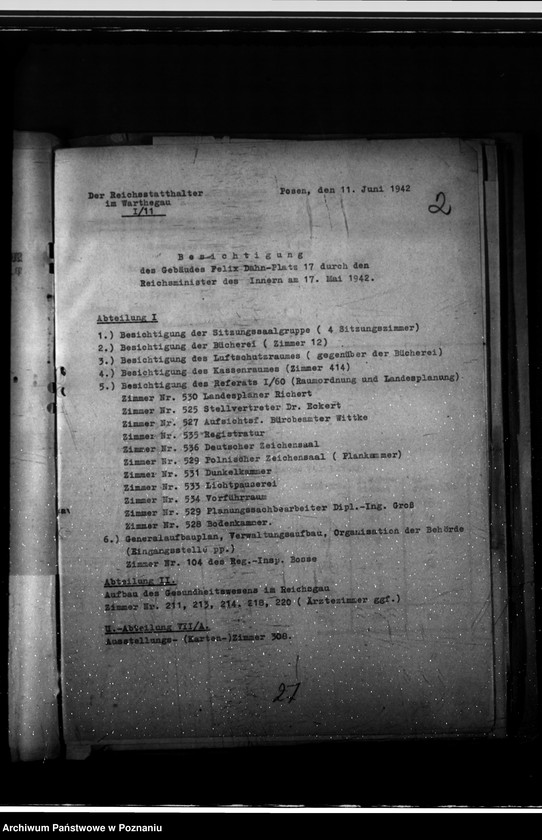 Der Reichsstatthalter
im Warthegau
I/11
Posen, den 11. Juni 1942
2
Besichtigung
des Gebäudes Felix Dahn-Platz 17 durch den
Reichsminister des Innern am 17. Mai 1942.
Abteilung I
1.) Besichtigung der Sitzungssaalgruppe ( 4 Sitzungszimmer)
2.) Besichtigung der Bücherei ( Zimmer 12)
3.) Besichtigung des Luftschutzraumes ( gegenüber der Bücherei)
4.) Besichtigung des Kassenraumes (Zimmer 414)
5.) Besichtigung des Referats I/60 (Raumordnung und Landesplanung)
Zimmer Nr. 530 Landesplaner Richert
Zimmer Nr. 525 Stellvertreter Dr. Eckert
Zimmer Nr. 527 Aufsichtsf. Bürobeamter Wittke
Zimmer Nr. 535 Registratur
Zimmer Nr. 536 Deutscher Zeichensaal
Zimmer Nr. 529 Polnischer Zeichensaal ( Plankammer)
Zimmer Nr. 531 Dunkelkammer
Zimmer Nr. 533 Lichtpauserei
Zimmer Nr. 534 Vorführraum
Zimmer Nr. 529 Planungssachbearbeiter Dipl.-Ing. Groß
Zimmer Nr. 528 Bodenkammer.
6.) Generalaufbauplan, Verwaltungsaufbau, Organisation der Behörde
(Eingangsstelle pp.)
Zimmer Nr. 104 des Reg.-Insp. Bosse
Abteilung II.
Aufbau des Gesundheitswesens im Reichsgau
Zimmer Nr. 211, 213, 214, 218, 220 ( Ärztezimmer ggf.)
U.-Abteilung VII/A.
Ausstellungs- (Karten-)Zimmer 308.
27
Archiwum Państwowe w Poznaniu